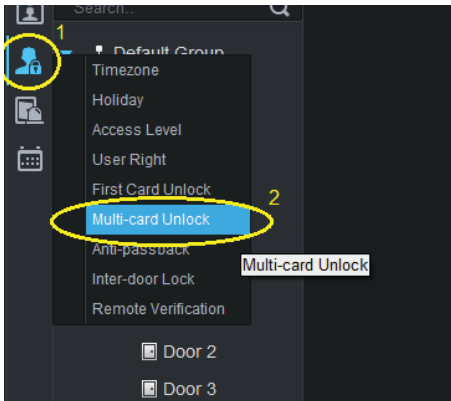 Search..
1
Default Group
Timezone
Holiday
Access Level
User Right
First Card Unlock
2
Multi-card Unlock
Anti-passback
Multi-card Unlock
Inter-door Lock
Remote Verification
Door 2
Door 3